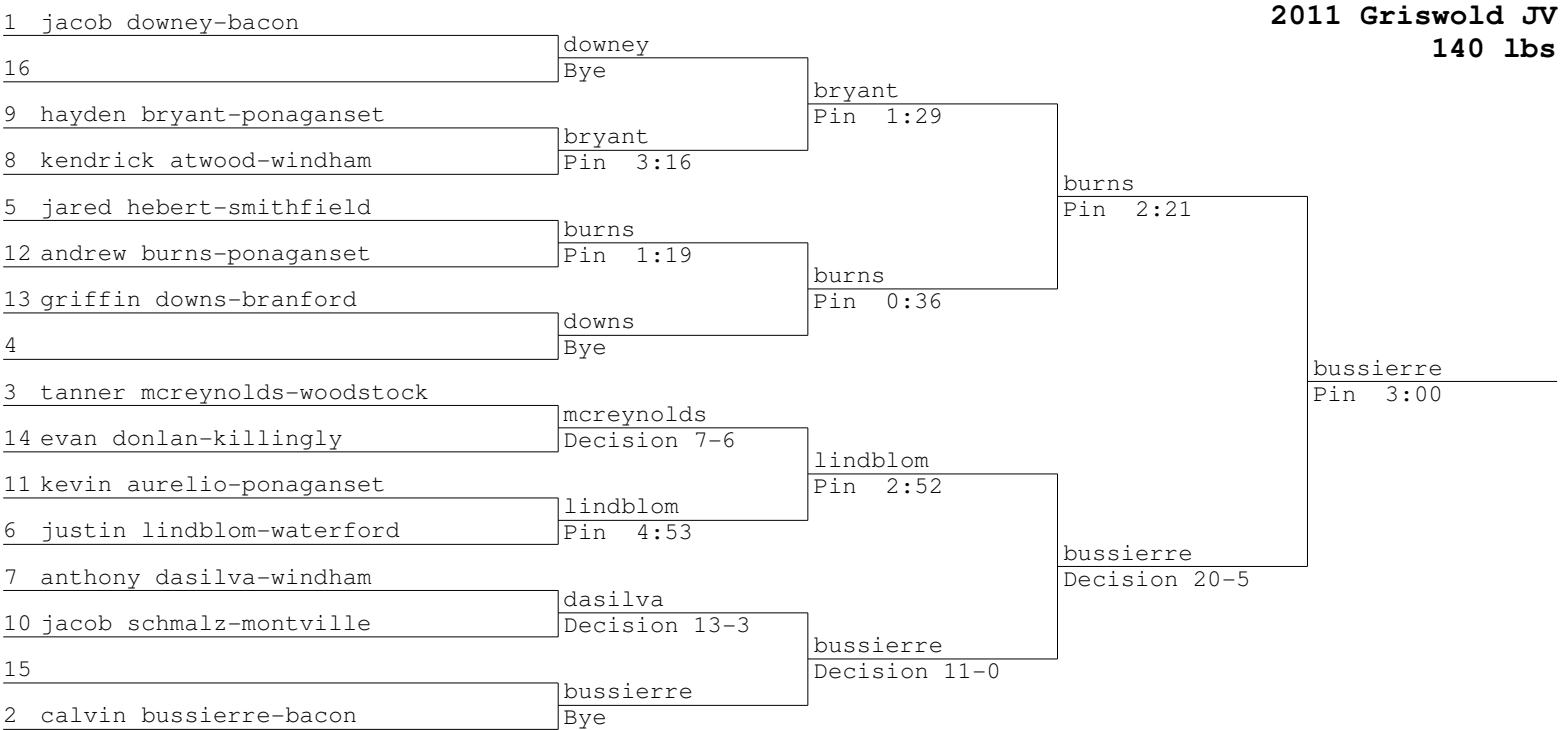 2011 Griswold JV
140 lbs
1 jacob downey-bacon
16
9 hayden bryant-ponaganset
8 kendrick atwood-windham
5 jared hebert-smithfield
12 andrew burns-ponaganset
13 griffin downs-branford
4
3 tanner mcreynolds-woodstock
14 evan donlan-killingly
11 kevin aurelio-ponaganset
6 justin lindblom-waterford
7 anthony dasilva-windham
10 jacob schmalz-montville
15
2 calvin bussierre-bacon
downey
Bye
bryant
Pin 3:16
burns
Pin 1:19
downs
Bye
mcreynolds
Decision 7-6
lindblom
Pin 4:53
dasilva
Decision 13-3
bussierre
Bye
bryant
Pin 1:29
burns
Pin 0:36
lindblom
Pin 2:52
bussierre
Decision 11-0
burns
Pin 2:21
bussierre
Decision 20-5
bussierre
Pin 3:00